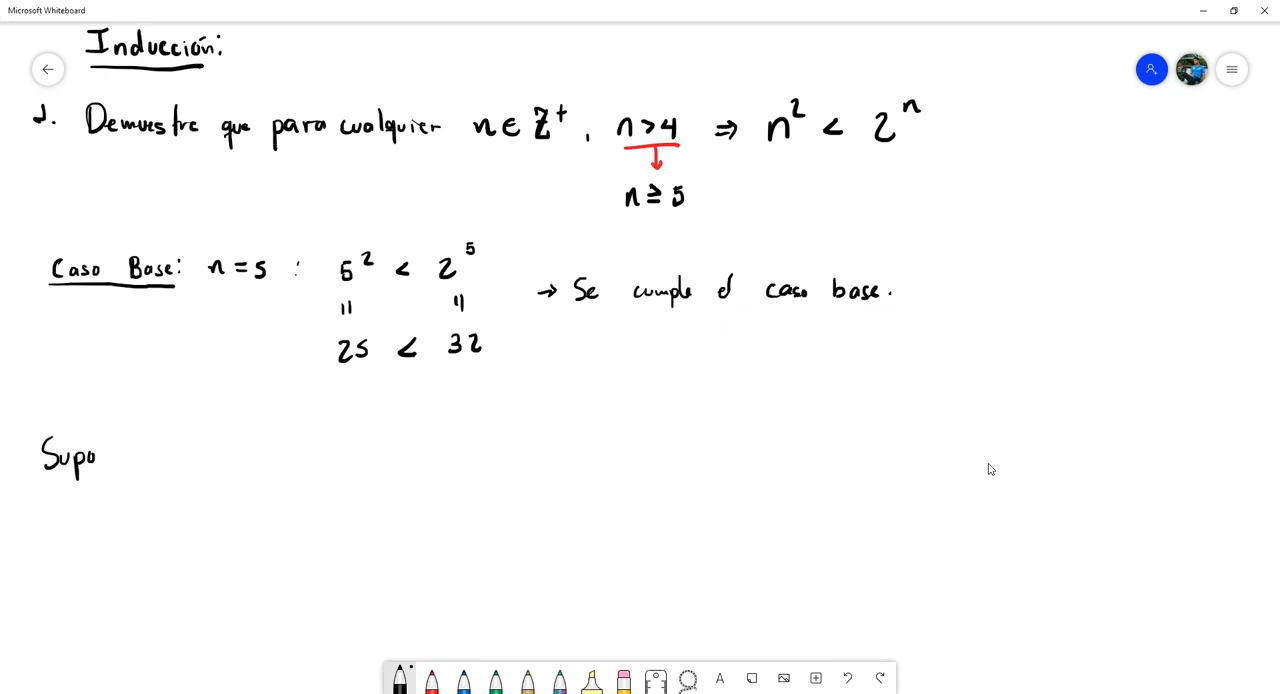 Microsoft Whiteboard
Inducción:
1. Demuestre que para cualquier n ∈ Z⁺, n > 4 ⇒ n² < 2ⁿ
n ≥ 5
Caso Base: n = 5 : 5² < 2⁵
→ Se cumple el caso base.
25 < 32
Supo